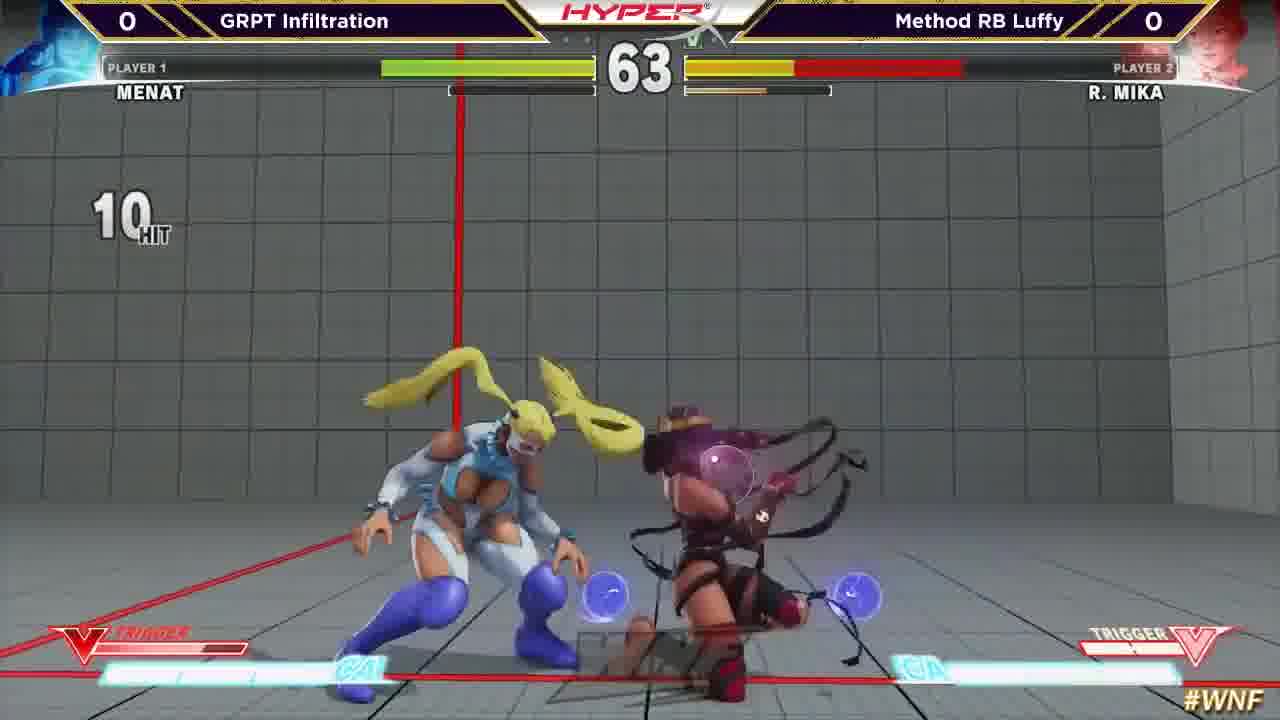 0 GRPT Infiltration HYPERX Method RB Luffy 0
PLAYER 1 63 PLAYER 2
MENAT R. MIKA
10 HIT
TRIGGER TRIGGER
CA CA
#WNF